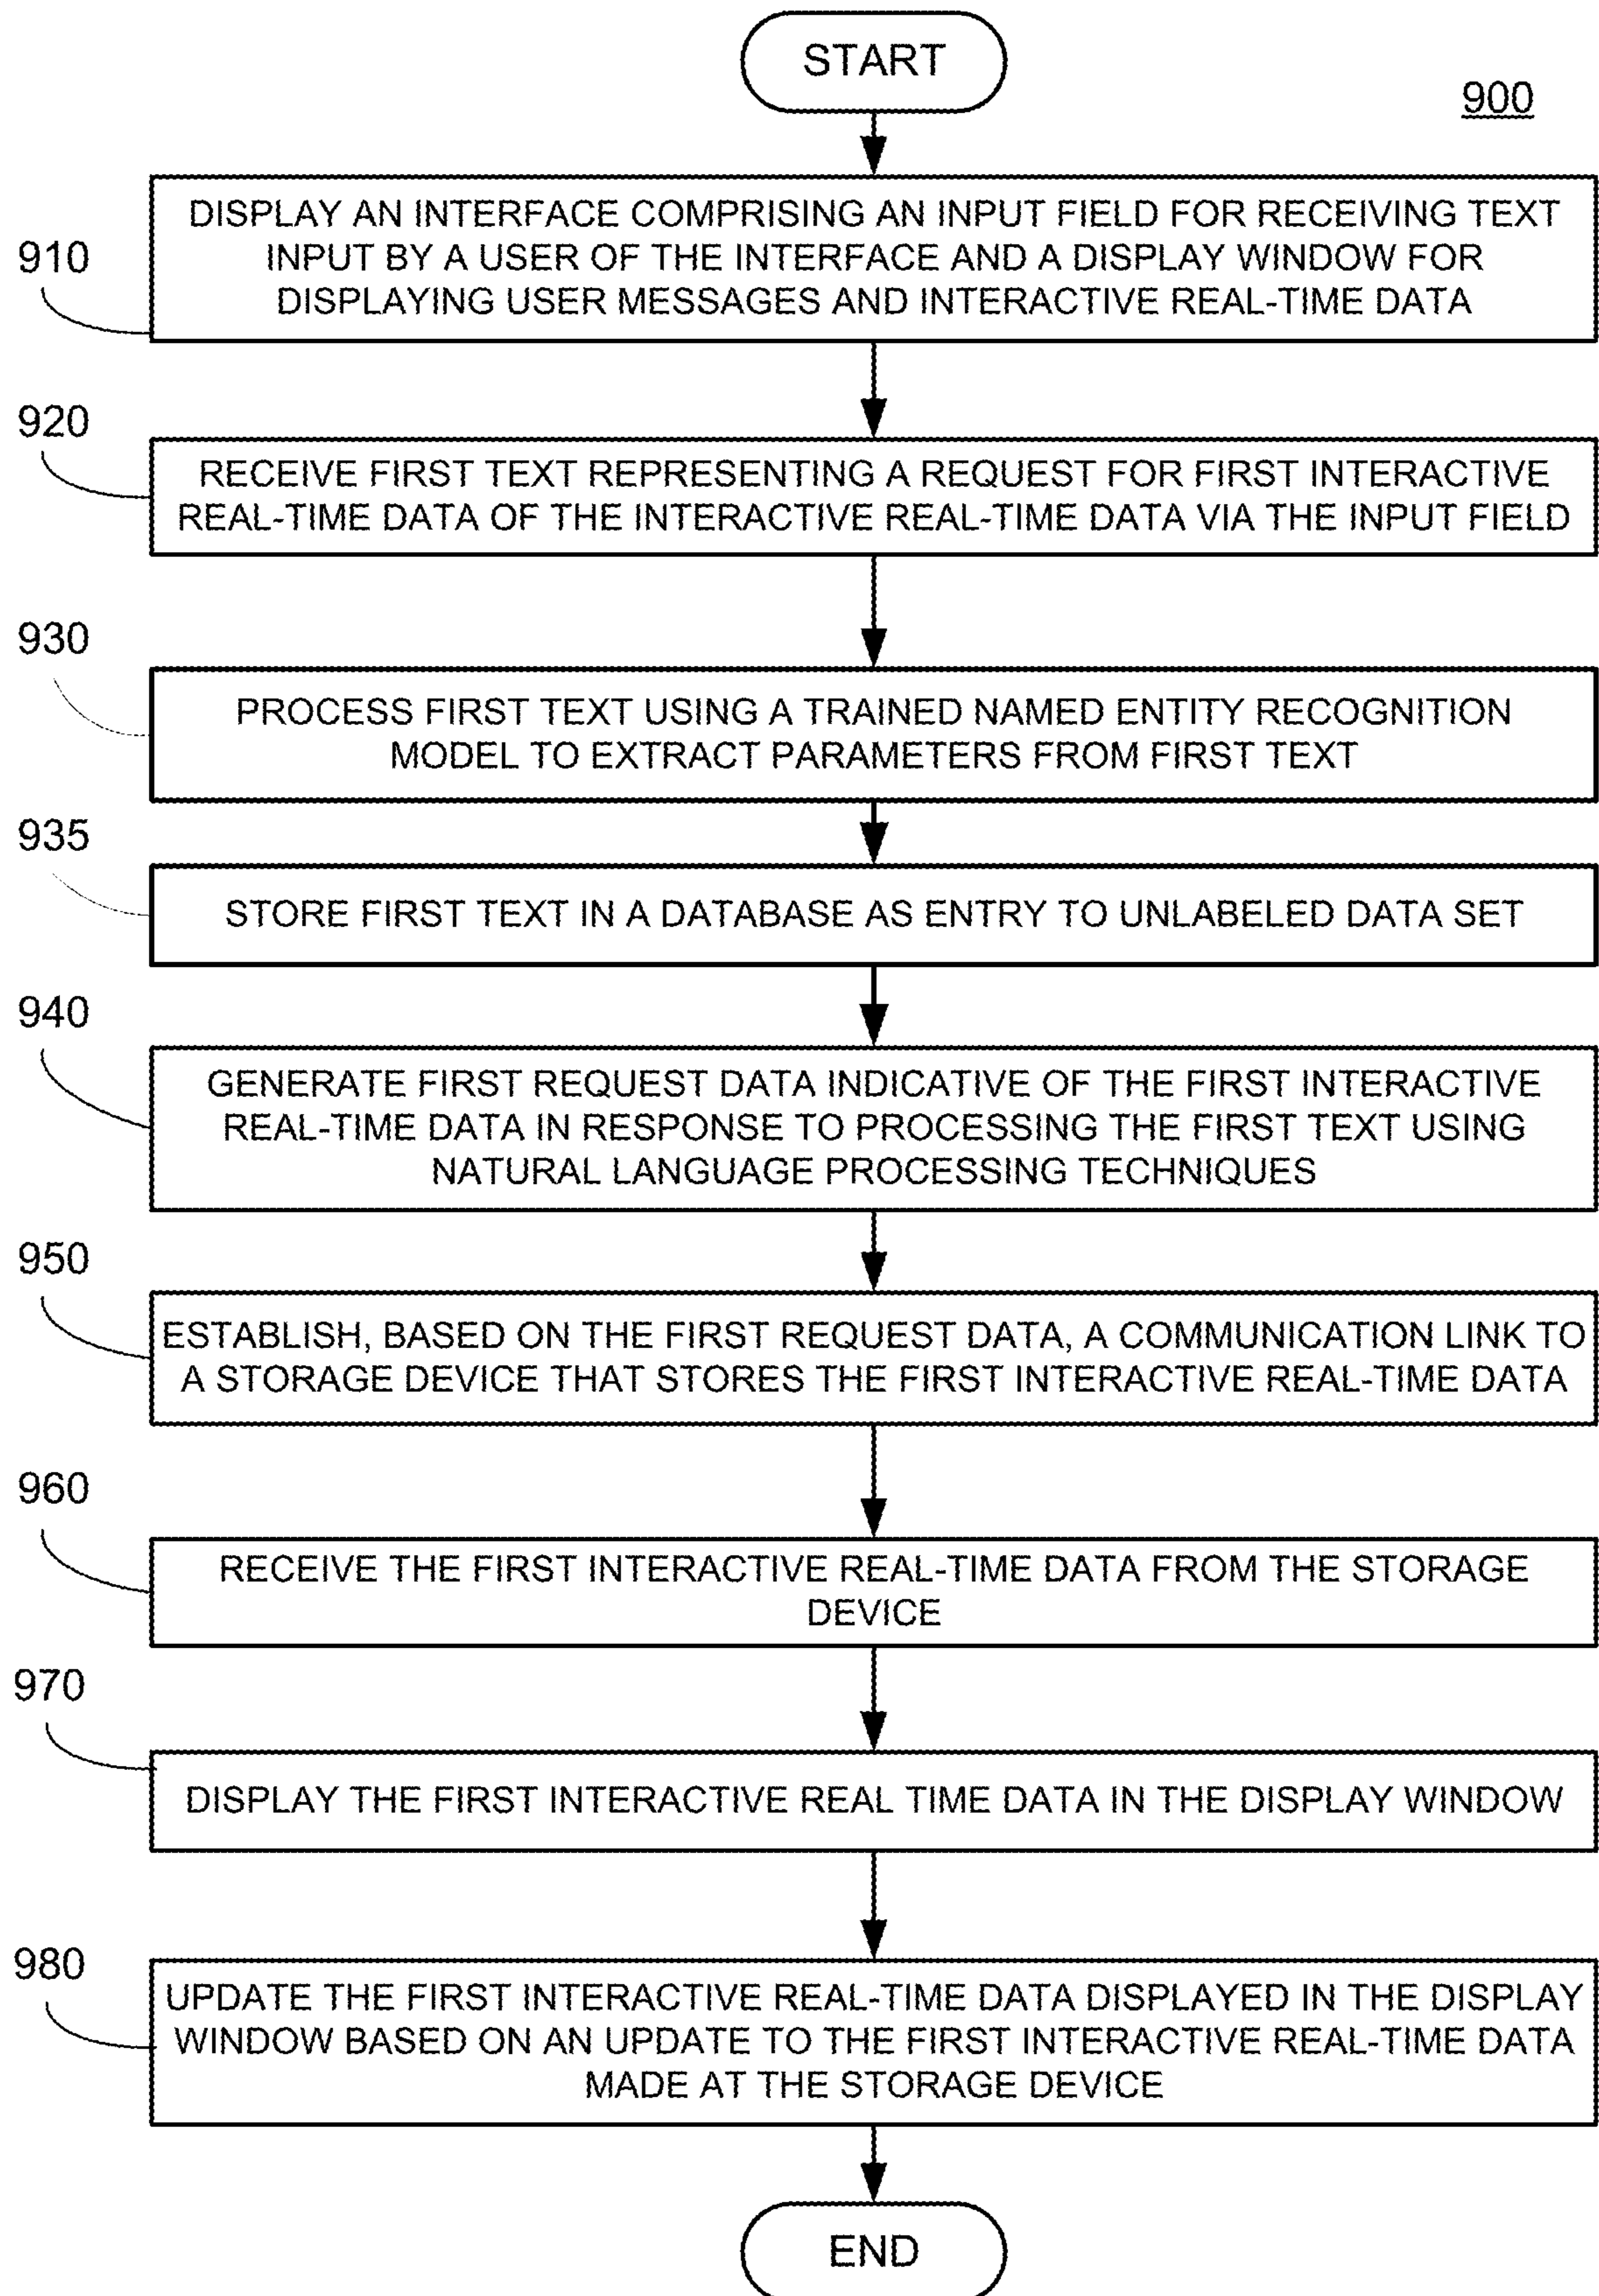 START
900
910
DISPLAY AN INTERFACE COMPRISING AN INPUT FIELD FOR RECEIVING TEXT
INPUT BY A USER OF THE INTERFACE AND A DISPLAY WINDOW FOR
DISPLAYING USER MESSAGES AND INTERACTIVE REAL-TIME DATA
920
RECEIVE FIRST TEXT REPRESENTING A REQUEST FOR FIRST INTERACTIVE
REAL-TIME DATA OF THE INTERACTIVE REAL-TIME DATA VIA THE INPUT FIELD
930
PROCESS FIRST TEXT USING A TRAINED NAMED ENTITY RECOGNITION
MODEL TO EXTRACT PARAMETERS FROM FIRST TEXT
935
STORE FIRST TEXT IN A DATABASE AS ENTRY TO UNLABELED DATA SET
940
GENERATE FIRST REQUEST DATA INDICATIVE OF THE FIRST INTERACTIVE
REAL-TIME DATA IN RESPONSE TO PROCESSING THE FIRST TEXT USING
NATURAL LANGUAGE PROCESSING TECHNIQUES
950
ESTABLISH, BASED ON THE FIRST REQUEST DATA, A COMMUNICATION LINK TO
A STORAGE DEVICE THAT STORES THE FIRST INTERACTIVE REAL-TIME DATA
960
RECEIVE THE FIRST INTERACTIVE REAL-TIME DATA FROM THE STORAGE
DEVICE
970
DISPLAY THE FIRST INTERACTIVE REAL TIME DATA IN THE DISPLAY WINDOW
980
UPDATE THE FIRST INTERACTIVE REAL-TIME DATA DISPLAYED IN THE DISPLAY
WINDOW BASED ON AN UPDATE TO THE FIRST INTERACTIVE REAL-TIME DATA
MADE AT THE STORAGE DEVICE
END